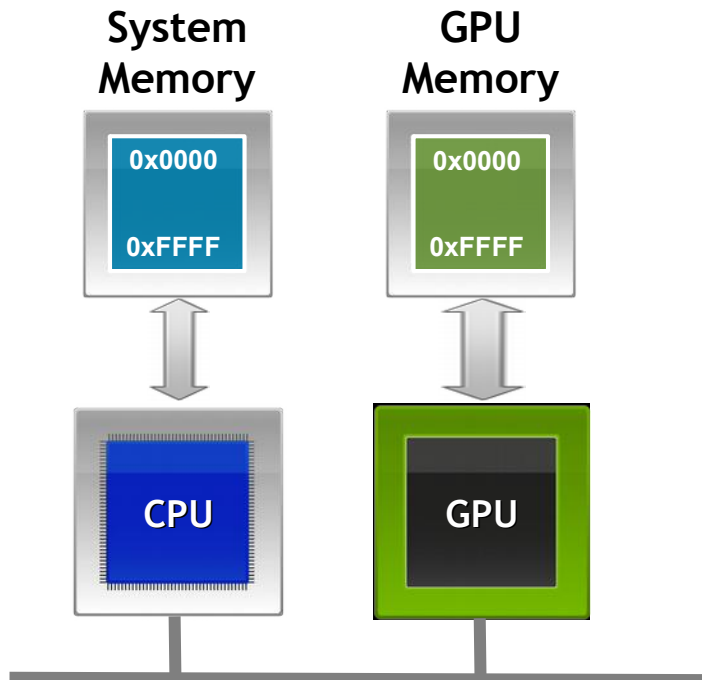 System
Memory
GPU
Memory
0x0000
0xFFFF
0x0000
0xFFFF
CPU
GPU